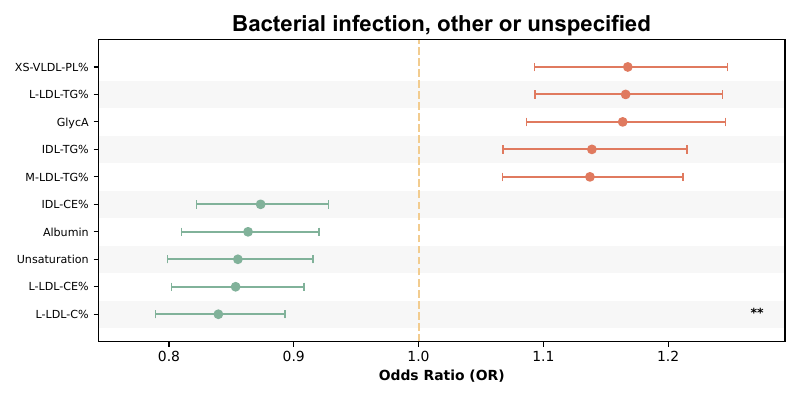 Bacterial infection, other or unspecified
XS-VLDL-PL%
L-LDL-TG%
GlycA
IDL-TG%
M-LDL-TG%
IDL-CE%
Albumin
Unsaturation
L-LDL-CE%
L-LDL-C% **
0.8 0.9 1.0 1.1 1.2
Odds Ratio (OR)